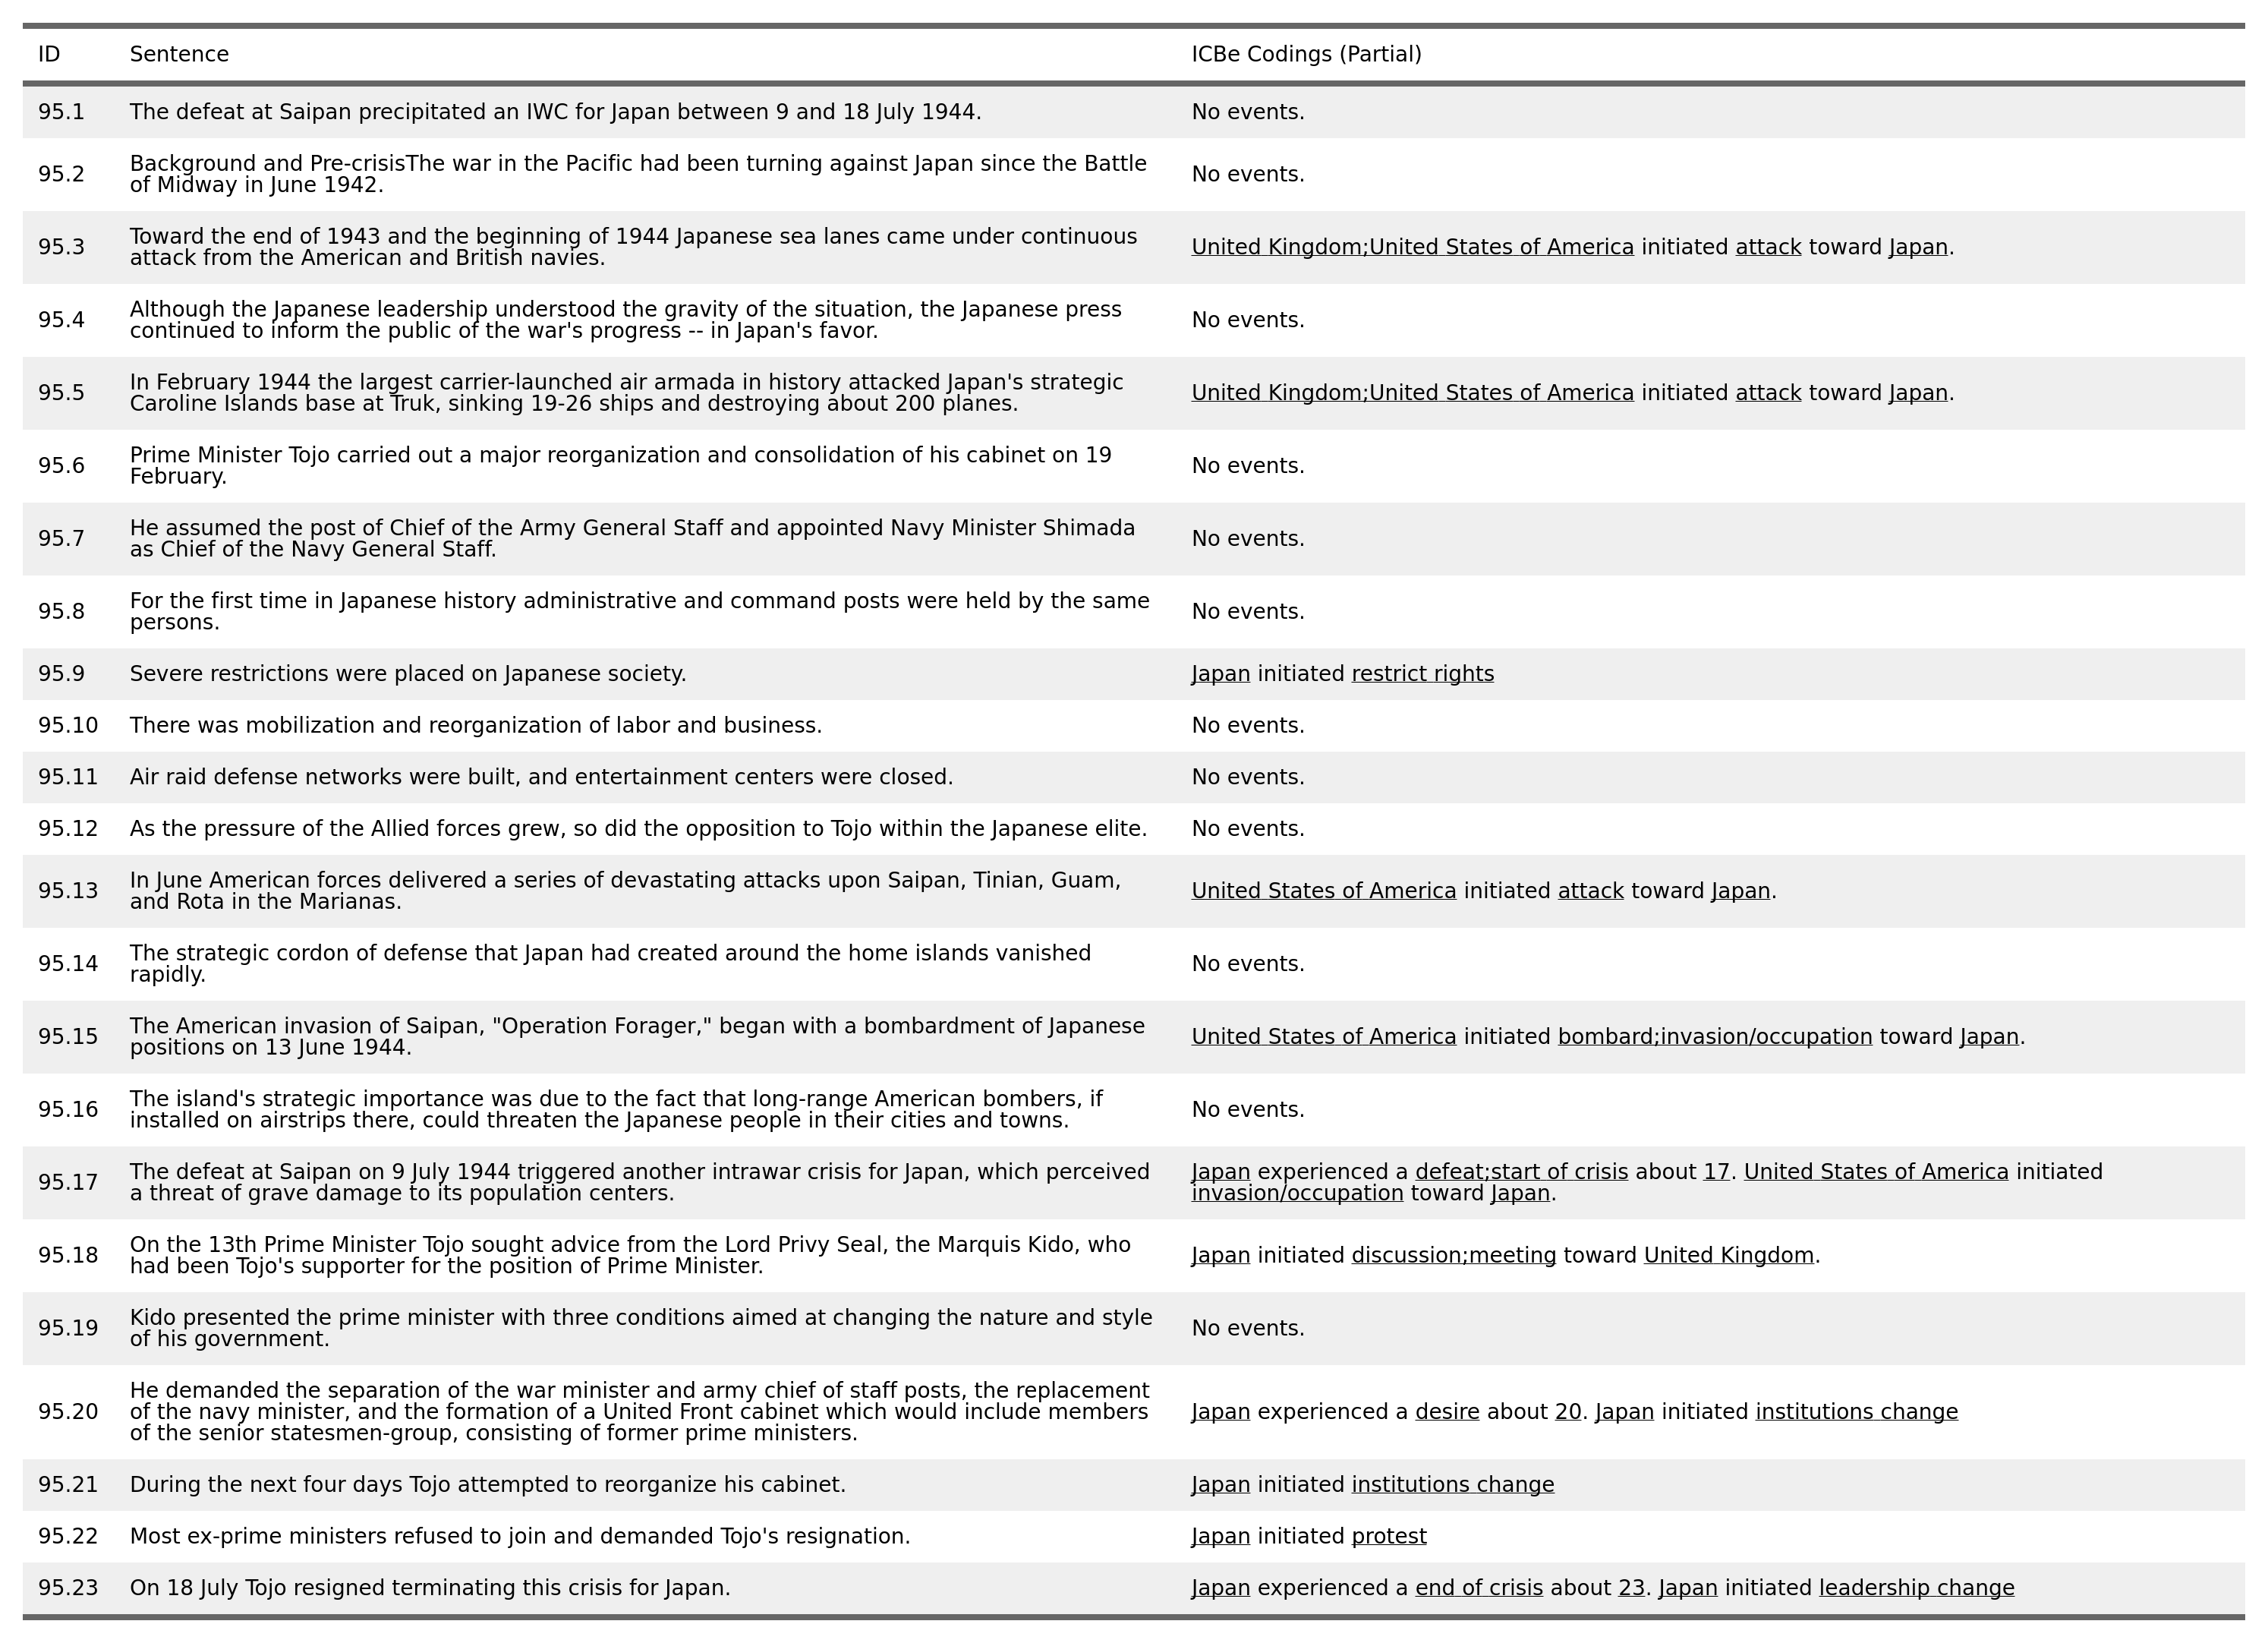 ID Sentence ICBe Codings (Partial)
95.1 The defeat at Saipan precipitated an IWC for Japan between 9 and 18 July 1944. No events.
95.2 Background and Pre-crisisThe war in the Pacific had been turning against Japan since the Battle
of Midway in June 1942. No events.
95.3 Toward the end of 1943 and the beginning of 1944 Japanese sea lanes came under continuous
attack from the American and British navies. United Kingdom;United States of America initiated attack toward Japan.
95.4 Although the Japanese leadership understood the gravity of the situation, the Japanese press
continued to inform the public of the war's progress -- in Japan's favor. No events.
95.5 In February 1944 the largest carrier-launched air armada in history attacked Japan's strategic
Caroline Islands base at Truk, sinking 19-26 ships and destroying about 200 planes. United Kingdom;United States of America initiated attack toward Japan.
95.6 Prime Minister Tojo carried out a major reorganization and consolidation of his cabinet on 19
February. No events.
95.7 He assumed the post of Chief of the Army General Staff and appointed Navy Minister Shimada
as Chief of the Navy General Staff. No events.
95.8 For the first time in Japanese history administrative and command posts were held by the same
persons. No events.
95.9 Severe restrictions were placed on Japanese society. Japan initiated restrict rights
95.10 There was mobilization and reorganization of labor and business. No events.
95.11 Air raid defense networks were built, and entertainment centers were closed. No events.
95.12 As the pressure of the Allied forces grew, so did the opposition to Tojo within the Japanese elite. No events.
95.13 In June American forces delivered a series of devastating attacks upon Saipan, Tinian, Guam,
and Rota in the Marianas. United States of America initiated attack toward Japan.
95.14 The strategic cordon of defense that Japan had created around the home islands vanished
rapidly. No events.
95.15 The American invasion of Saipan, "Operation Forager," began with a bombardment of Japanese
positions on 13 June 1944. United States of America initiated bombard;invasion/occupation toward Japan.
95.16 The island's strategic importance was due to the fact that long-range American bombers, if
installed on airstrips there, could threaten the Japanese people in their cities and towns. No events.
95.17 The defeat at Saipan on 9 July 1944 triggered another intrawar crisis for Japan, which perceived
a threat of grave damage to its population centers. Japan experienced a defeat;start of crisis about 17. United States of America initiated
invasion/occupation toward Japan.
95.18 On the 13th Prime Minister Tojo sought advice from the Lord Privy Seal, the Marquis Kido, who
had been Tojo's supporter for the position of Prime Minister. Japan initiated discussion;meeting toward United Kingdom.
95.19 Kido presented the prime minister with three conditions aimed at changing the nature and style
of his government. No events.
95.20 He demanded the separation of the war minister and army chief of staff posts, the replacement
of the navy minister, and the formation of a United Front cabinet which would include members
of the senior statesmen-group, consisting of former prime ministers. Japan experienced a desire about 20. Japan initiated institutions change
95.21 During the next four days Tojo attempted to reorganize his cabinet. Japan initiated institutions change
95.22 Most ex-prime ministers refused to join and demanded Tojo's resignation. Japan initiated protest
95.23 On 18 July Tojo resigned terminating this crisis for Japan. Japan experienced a end of crisis about 23. Japan initiated leadership change